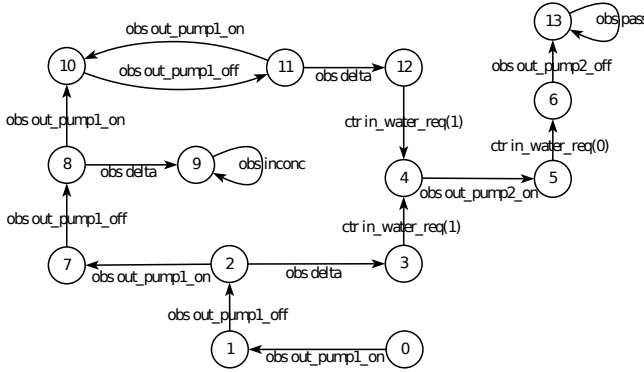 13
obs pass
obs out_pump1_on
10
obs out_pump1_off
11
obs delta
12
obs out_pump2_off
6
obs out_pump1_on
ctr in_water_req(1)
ctr in_water_req(0)
8
obs delta
9
obs inconc
4
obs out_pump2_on
5
obs out_pump1_off
ctr in_water_req(1)
7
obs out_pump1_on
2
obs delta
3
obs out_pump1_off
1
obs out_pump1_on
0